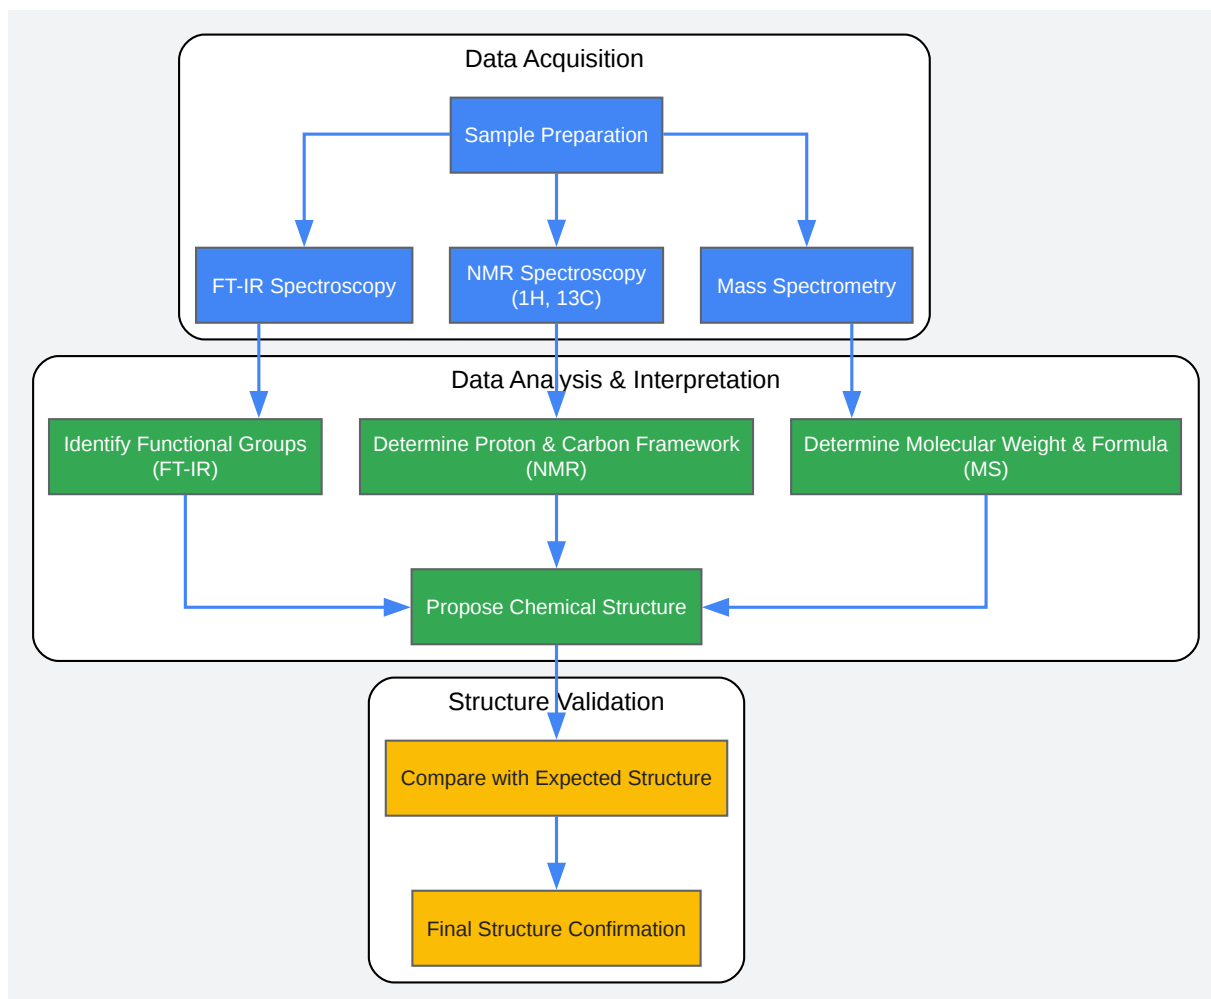 Data Acquisition
Sample Preparation
FT-IR Spectroscopy
NMR Spectroscopy
(1H, 13C)
Mass Spectrometry
Data Analysis & Interpretation
Identify Functional Groups
(FT-IR)
Determine Proton & Carbon Framework
(NMR)
Determine Molecular Weight & Formula
(MS)
Propose Chemical Structure
Structure Validation
Compare with Expected Structure
Final Structure Confirmation